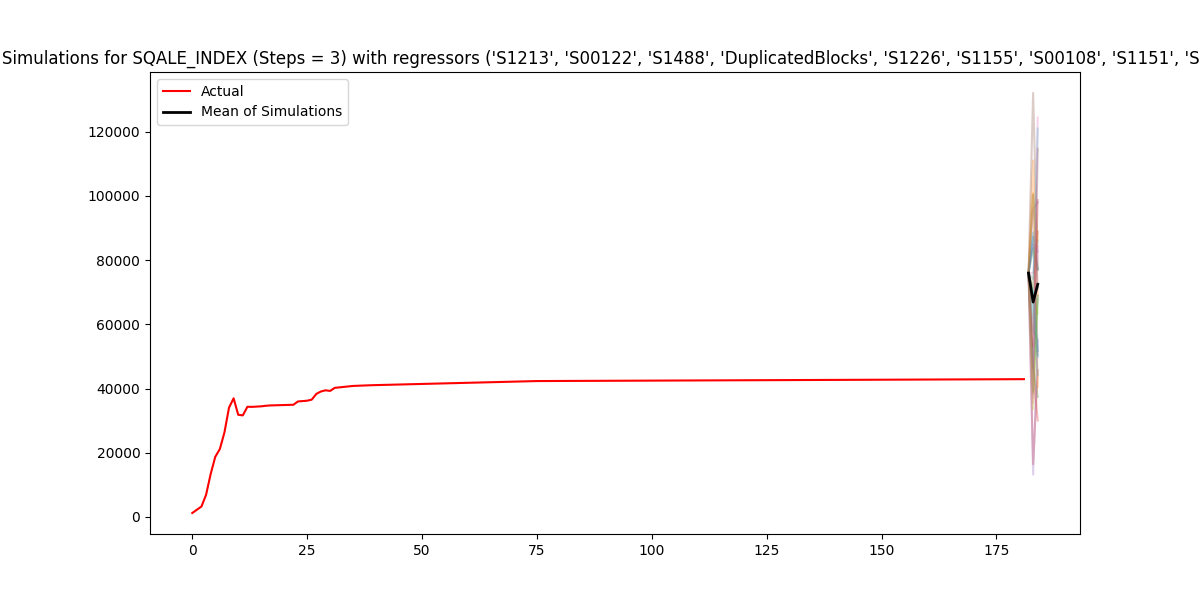 Simulations for SQALE_INDEX (Steps = 3) with regressors ('S1213', 'S00122', 'S1488', 'DuplicatedBlocks', 'S1226', 'S1155', 'S00108', 'S1151', 'S
Actual
Mean of Simulations
120000
100000
80000
60000
40000
20000
0
0 25 50 75 100 125 150 175